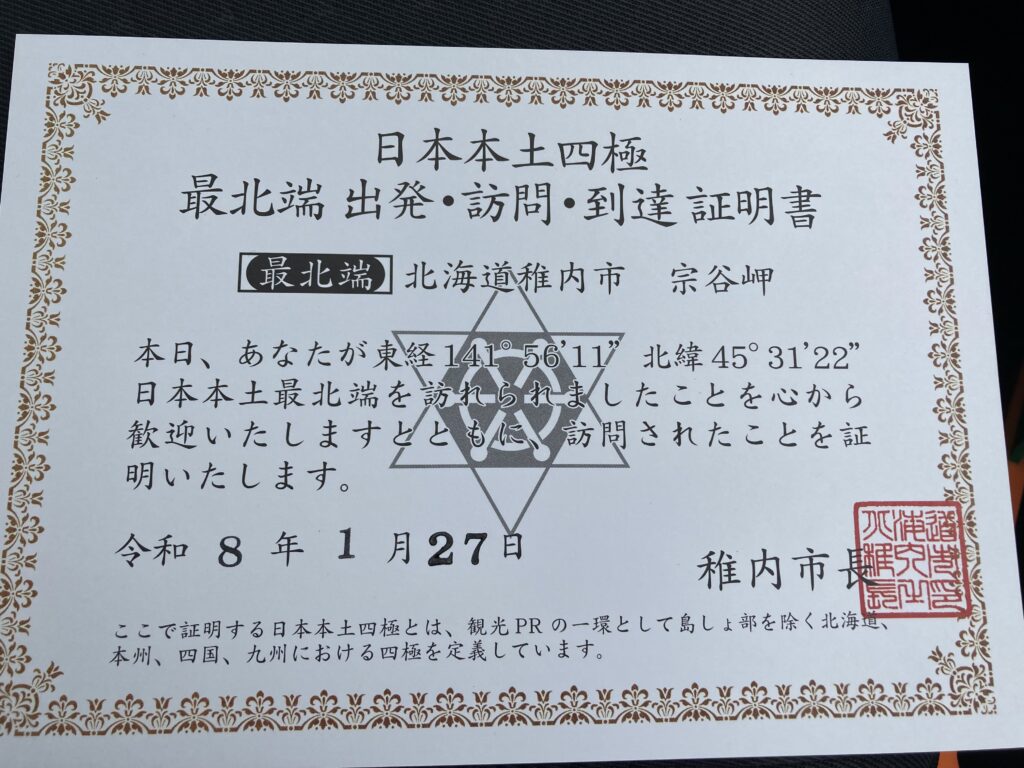 日本本土四極
最北端 出発・訪問・到達 証明書
最北端 北海道稚内市 宗谷岬
本日、あなたが東経141°56’11” 北緯45°31’22”
日本本土最北端を訪れられましたことを心から
歓迎いたしますとともに、訪問されたことを証
明いたします。
令和 8 年 1 月 27日
稚内市長
ここで証明する日本本土四極とは、観光PRの一環として島しょ部を除く北海道、
本州、四国、九州における四極を定義しています。